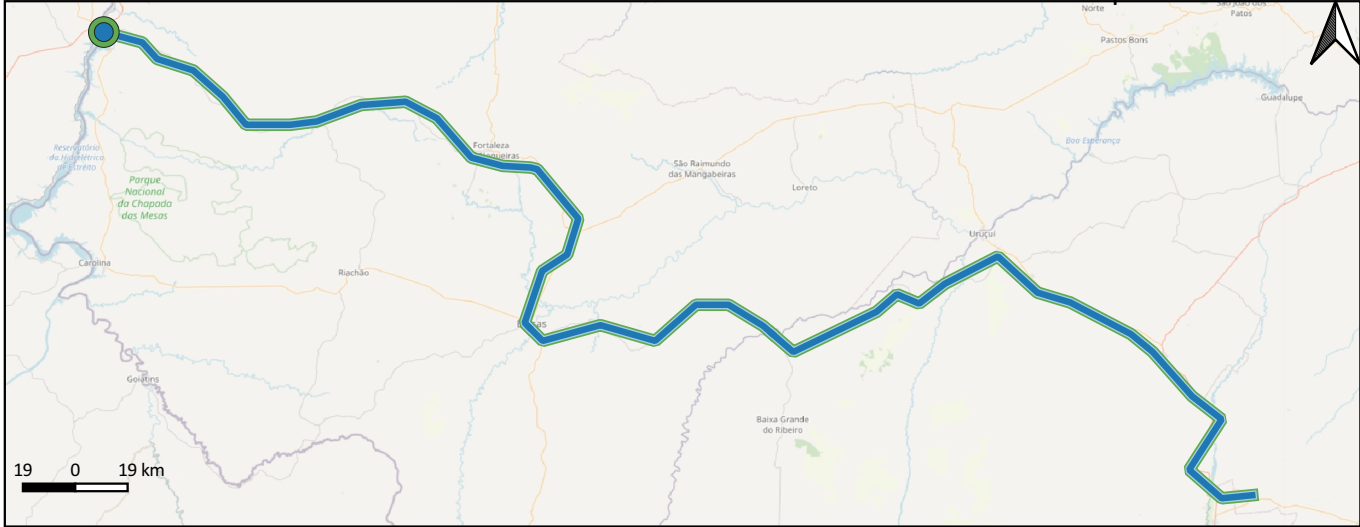 Norte
São João dos
Patos
Pastos Bons
Guadalupe
Boa Esperança
Reservatório
da Hidrelétrica
de Estreito
Fortaleza
São Raimundo
das Mangabeiras
Loreto
Parque
Nacional
da Chapada
das Mesas
Uruçuí
Carolina
Riachão
Goiatins
Baixa Grande
do Ribeiro
19 0 19 km